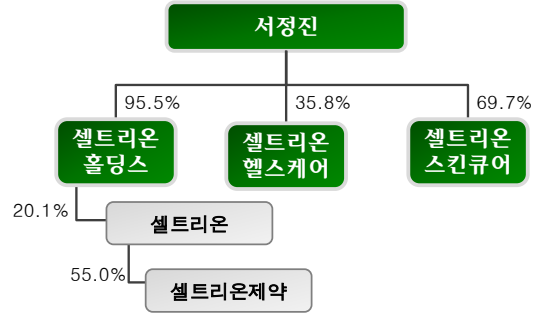 서정진
95.5%
35.8%
69.7%
셀트리온
홀딩스
셀트리온
헬스케어
셀트리온
스킨큐어
20.1%
셀트리온
55.0%
셀트리온제약